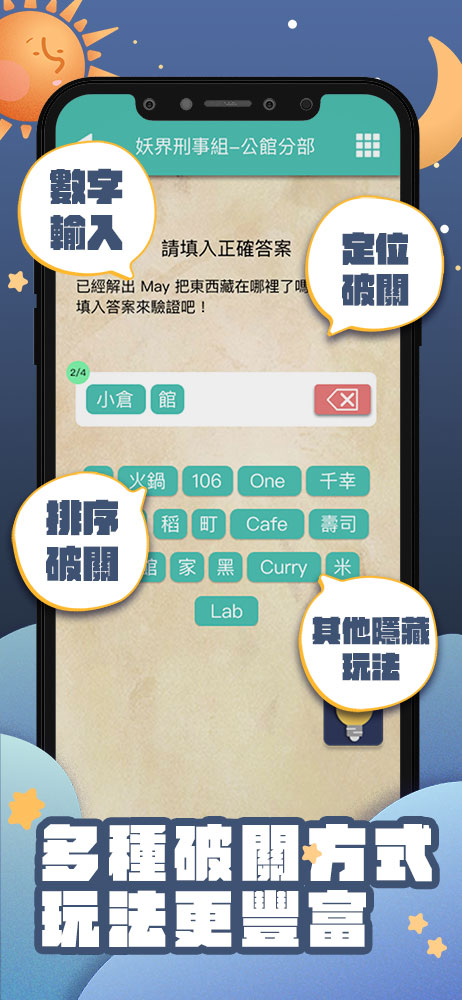 妖界刑事組-公館分部
數字
輸入
定位
破關
請填入正確答案
已經解出 May 把東西藏在哪裡了嗎
填入答案來驗證吧！
2/4
小倉 館
火鍋 106 One 千幸
稻 町 Cafe 壽司
排序
破關
館 家 黑 Curry 米
Lab
其他隱藏
玩法
多種破關方式
玩法更豐富